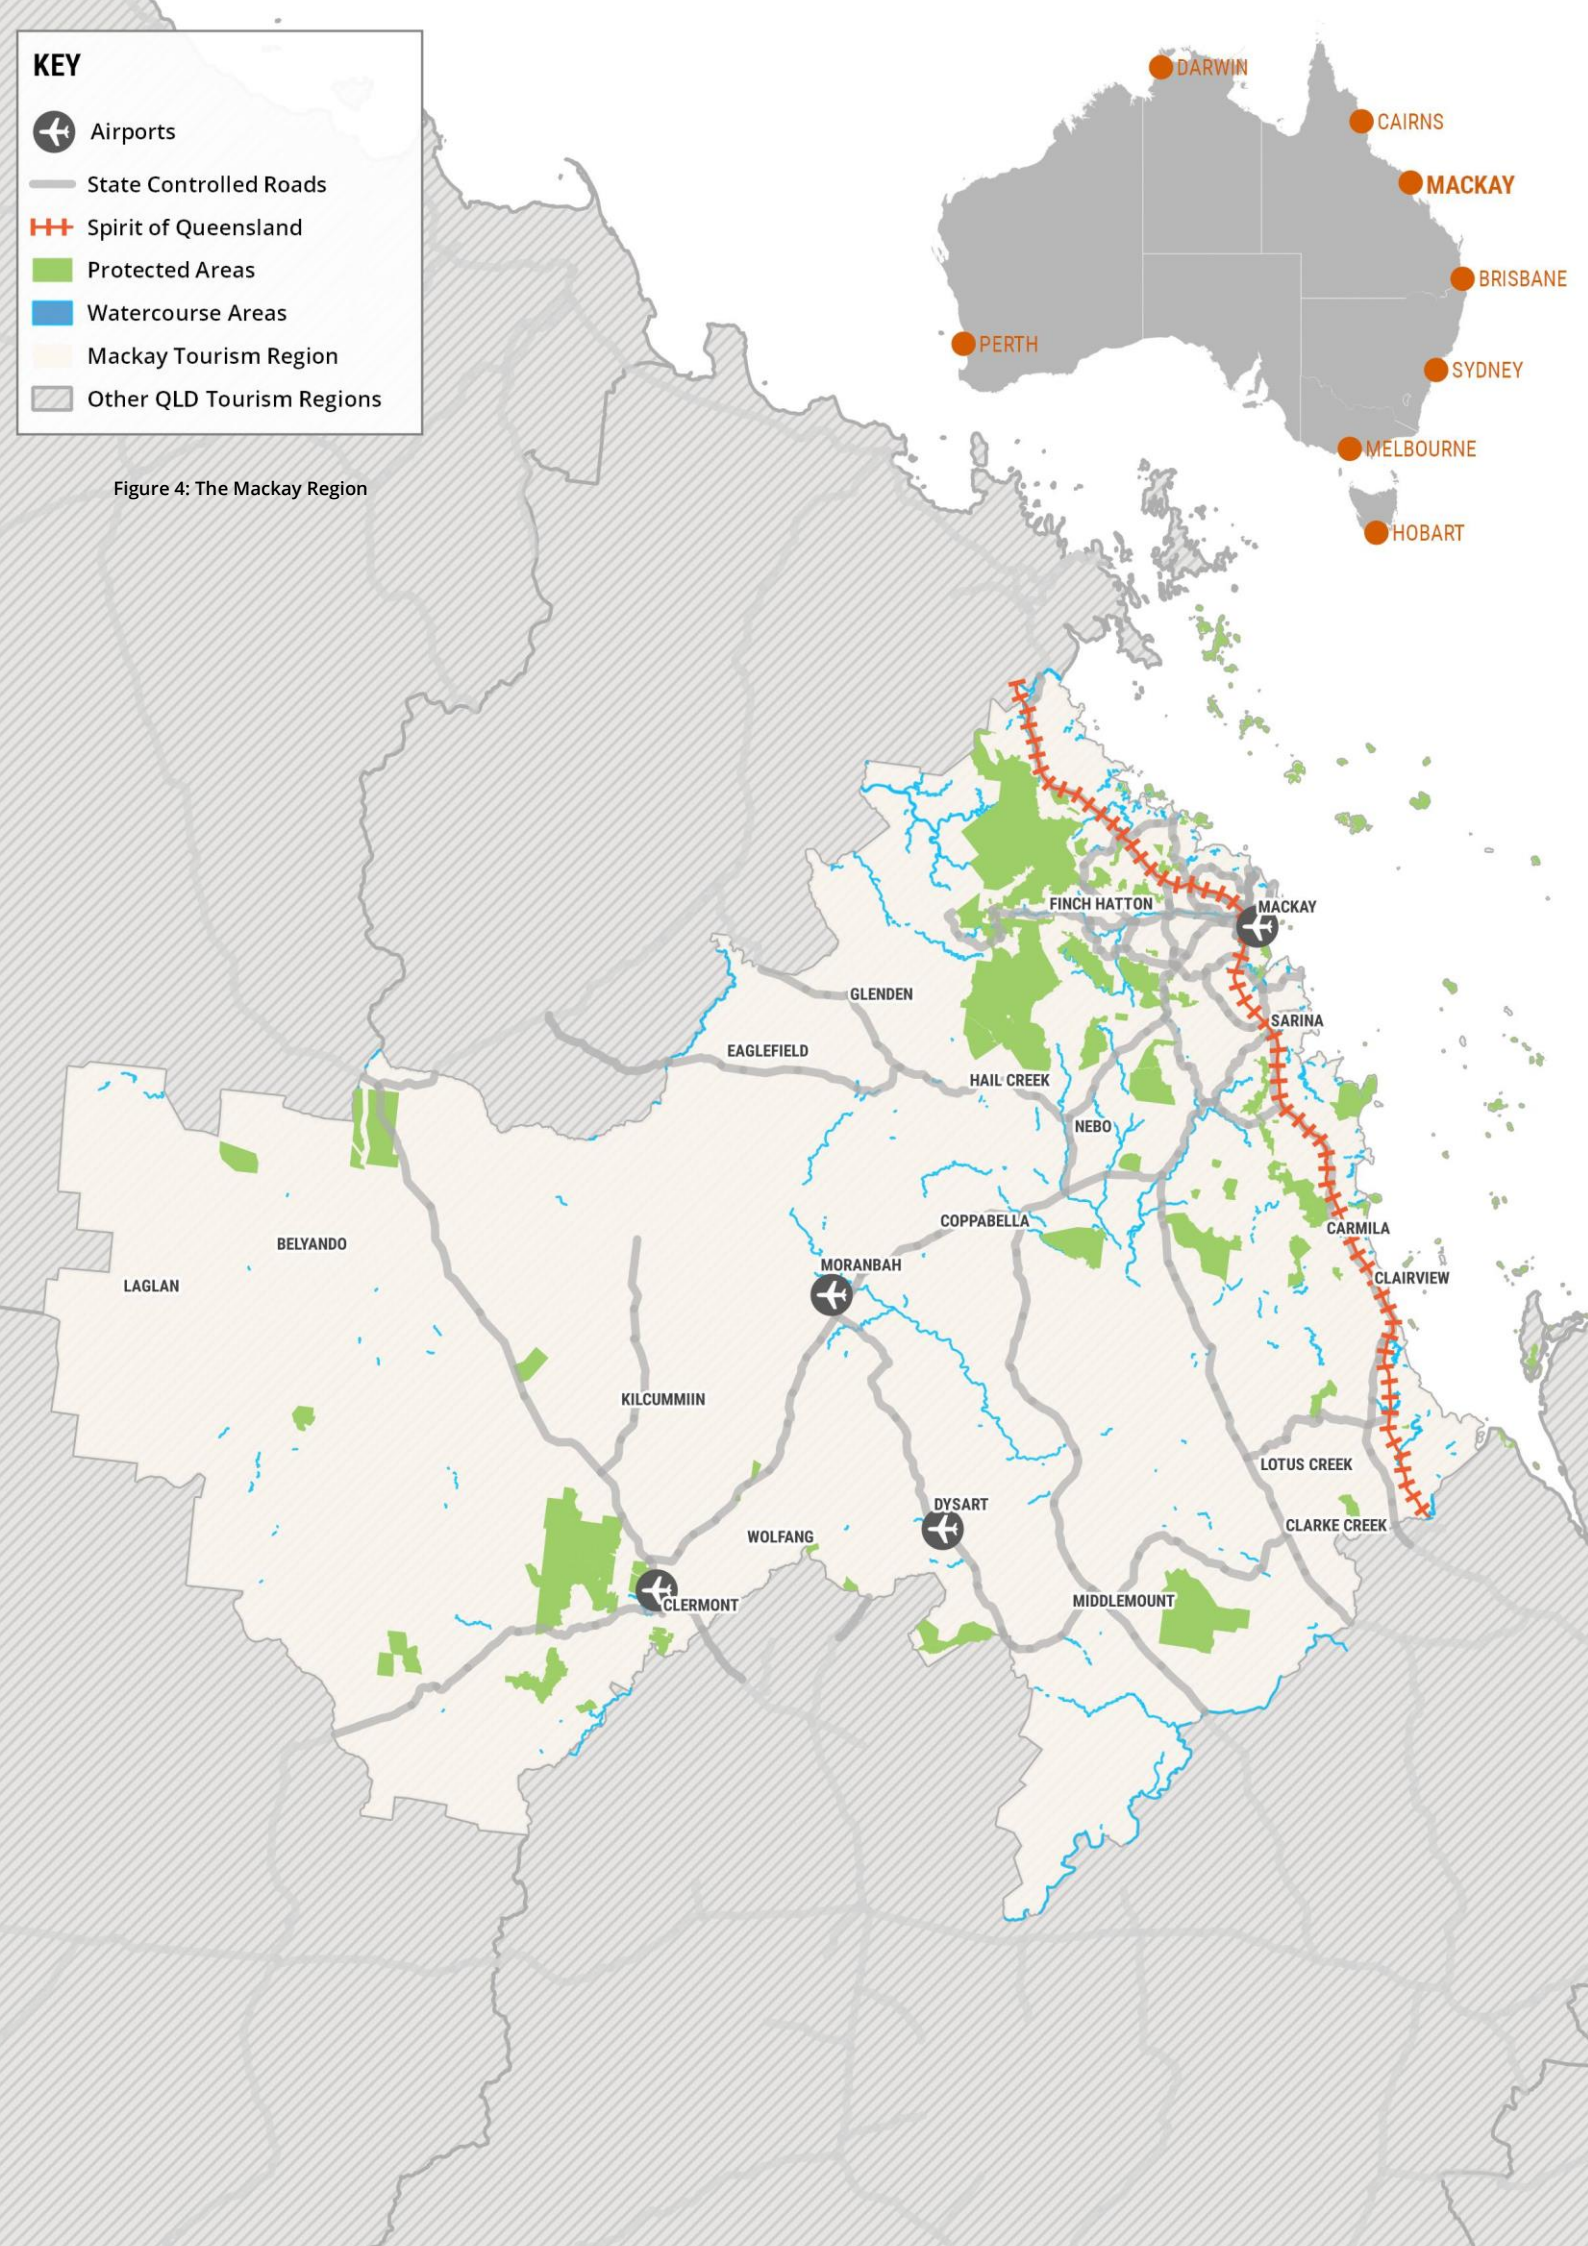 KEY
Airports
State Controlled Roads
Spirit of Queensland
Protected Areas
Watercourse Areas
Mackay Tourism Region
Other QLD Tourism Regions
Figure 4: The Mackay Region
DARWIN
CAIRNS
MACKAY
BRISBANE
PERTH
SYDNEY
MELBOURNE
HOBART
FINCH HATTON
MACKAY
GLENDEN
SARINA
EAGLEFIELD
HAIL CREEK
NEBO
COPPABELLA
CARMILA
BELYANDO
MORANBAH
CLAIRVIEW
LAGLAN
KILCUMMIIN
LOTUS CREEK
DYSART
CLARKE CREEK
WOLFANG
MIDDLEMOUNT
CLERMONT